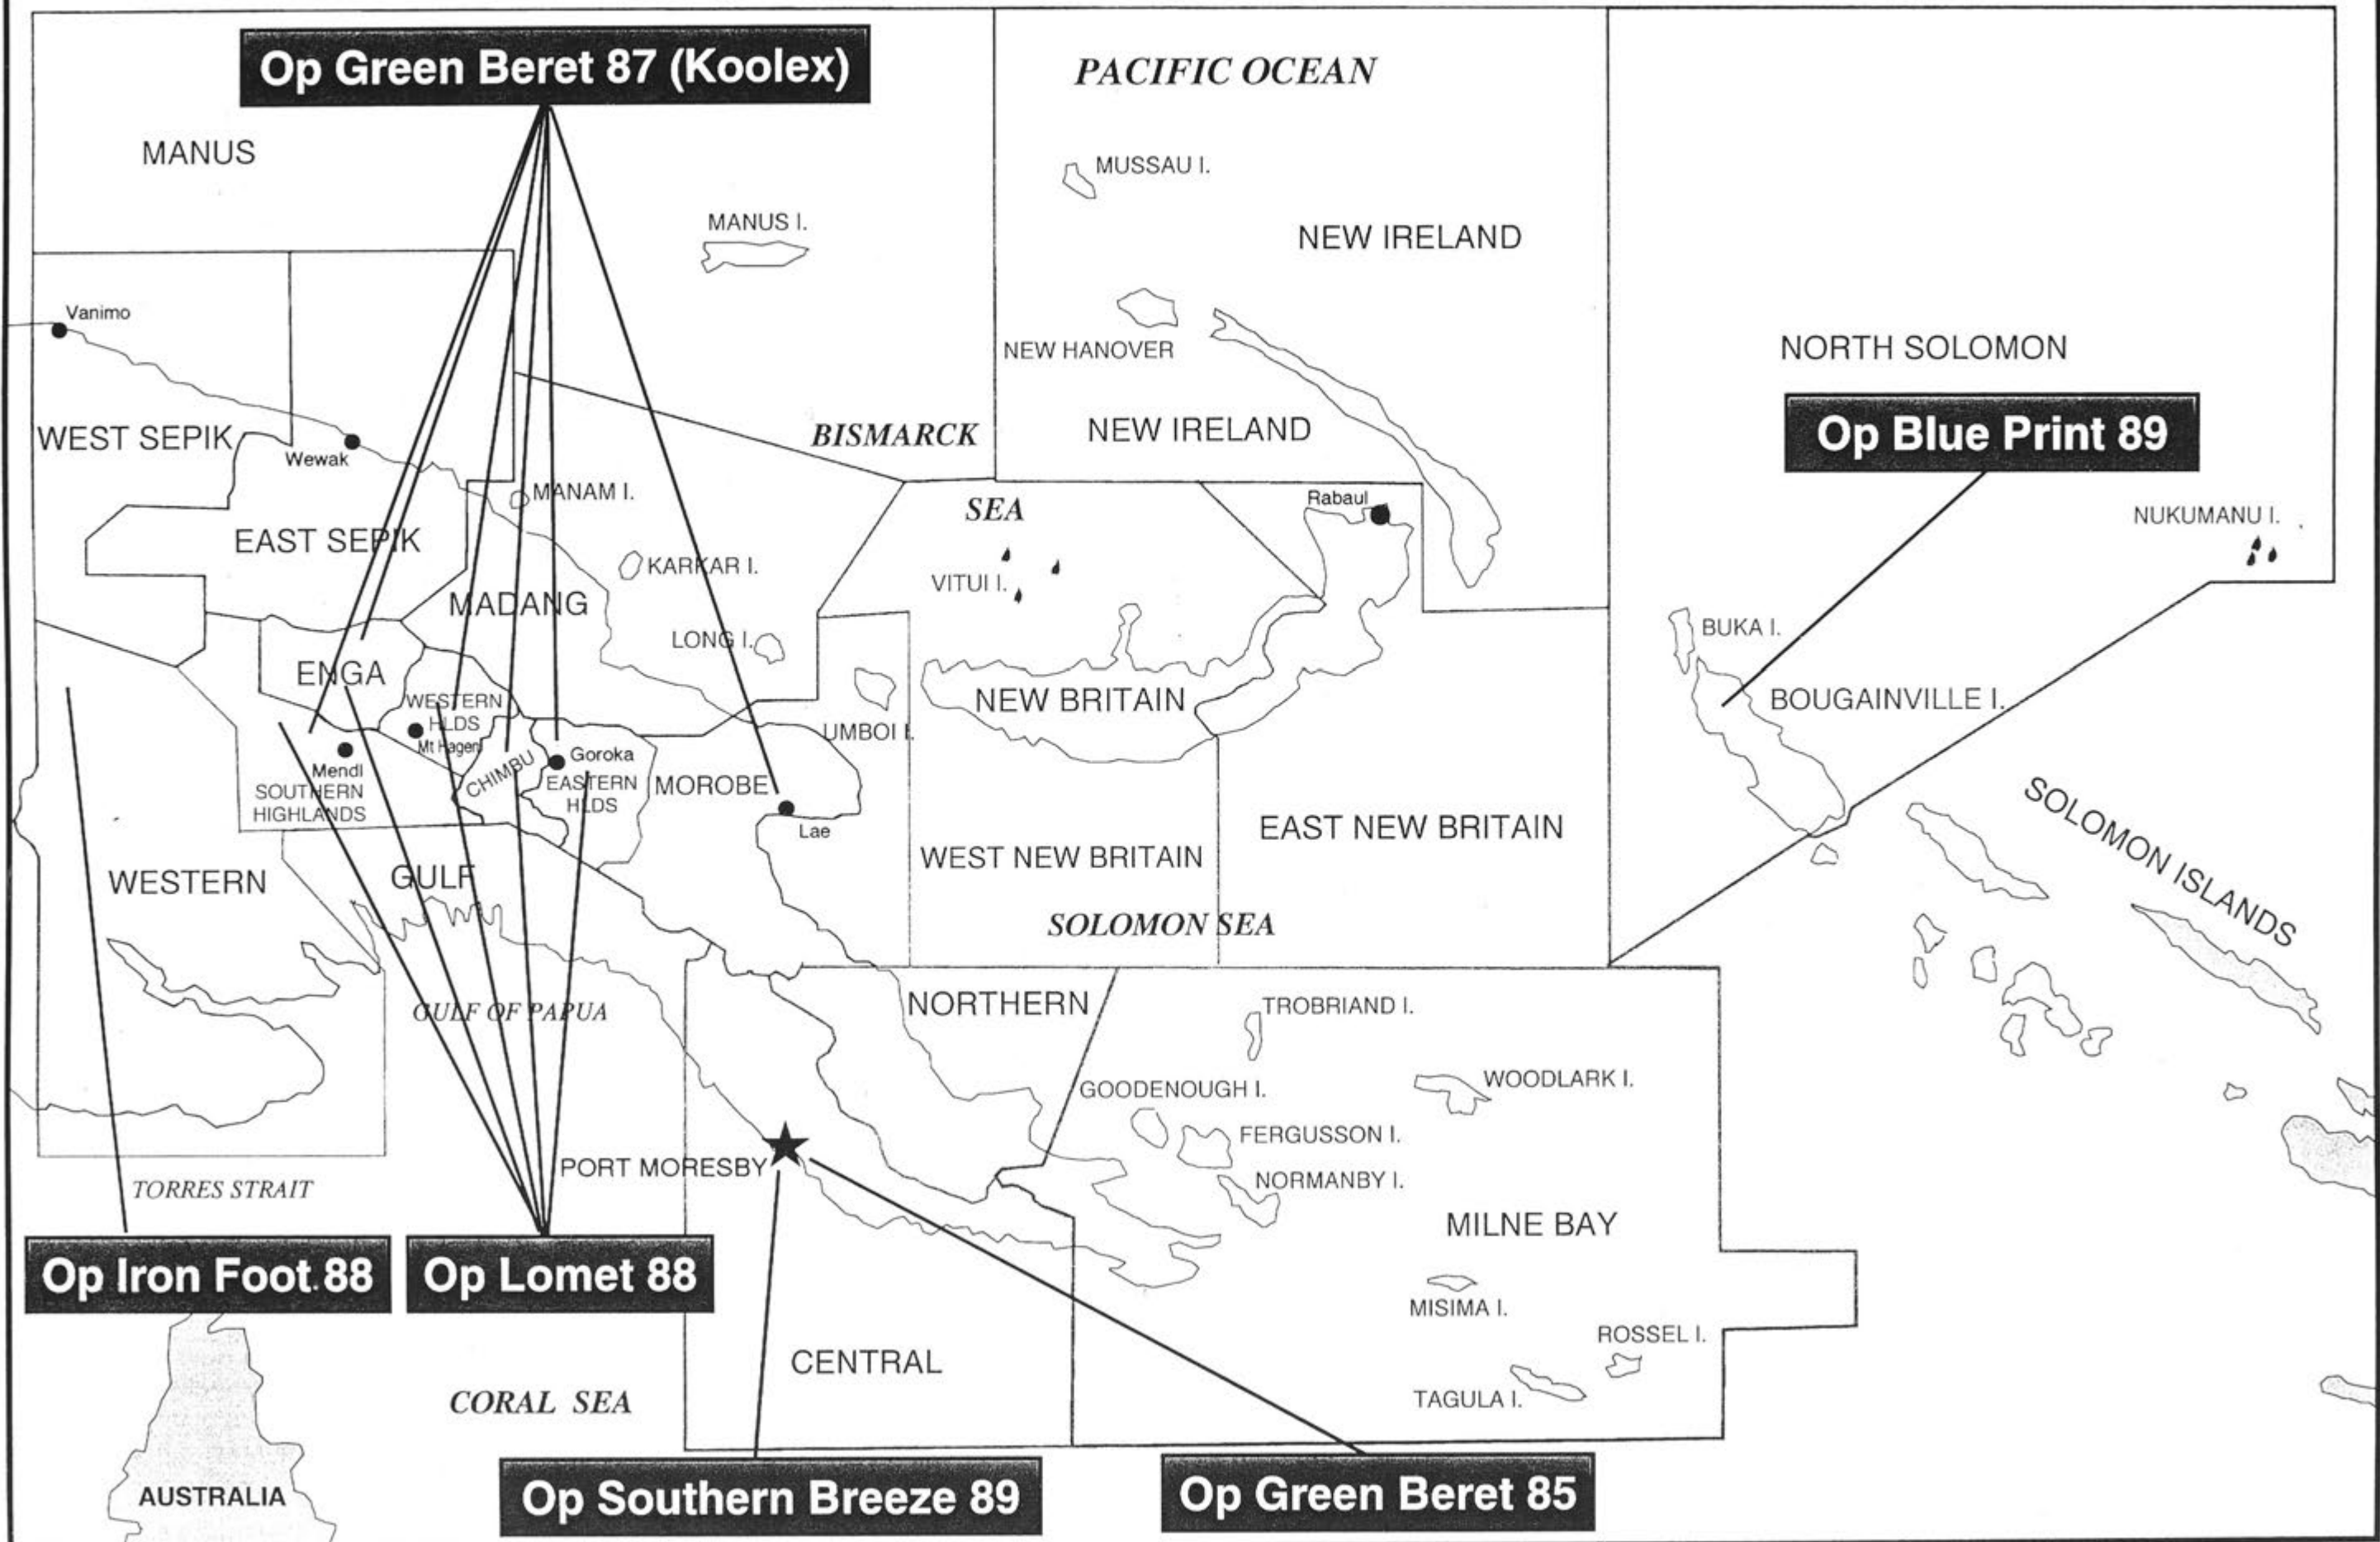 Op Green Beret 87 (Koolex)
PACIFIC OCEAN
MANUS
MUSSAU I.
MANUS I.
NEW IRELAND
Vanimo
NEW HANOVER
NORTH SOLOMON
WEST SEPIK
Wewak
BISMARCK
NEW IRELAND
Op Blue Print 89
MANAM I.
SEA
Rabaul
NUKUMANU I.
EAST SEPIK
KARKAR I.
VITUI I.
MADANG
LONG I.
BUKA I.
ENGA
WESTERN
HLDS
Mt Hagen
NEW BRITAIN
BOUGAINVILLE I.
UMBOI I.
Mendl
SOUTHERN
HIGHLANDS
CHIMBU
Goroka
EASTERN
HLDS
MOROBE
Lae
SOLOMON ISLANDS
WESTERN
GULF
WEST NEW BRITAIN
EAST NEW BRITAIN
SOLOMON SEA
GULF OF PAPUA
NORTHERN
TROBRIAND I.
GOODENOUGH I.
WOODLARK I.
FERGUSSON I.
PORT MORESBY
NORMANBY I.
TORRES STRAIT
MILNE BAY
Op Iron Foot.88
Op Lomet 88
MISIMA I.
ROSSEL I.
CENTRAL
TAGULA I.
CORAL SEA
AUSTRALIA
Op Southern Breeze 89
Op Green Beret 85